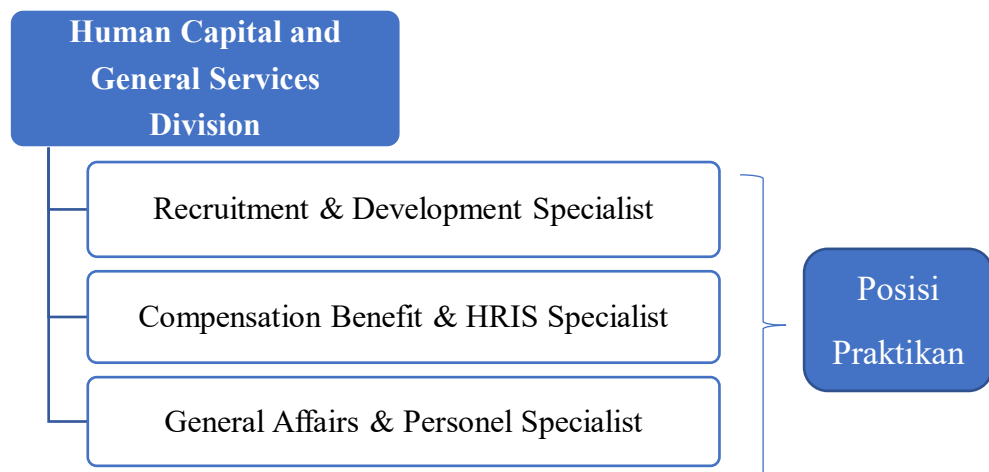 Human Capital and
General Services
Division
Recruitment & Development Specialist
Compensation Benefit & HRIS Specialist
General Affairs & Personel Specialist
Posisi
Praktikan